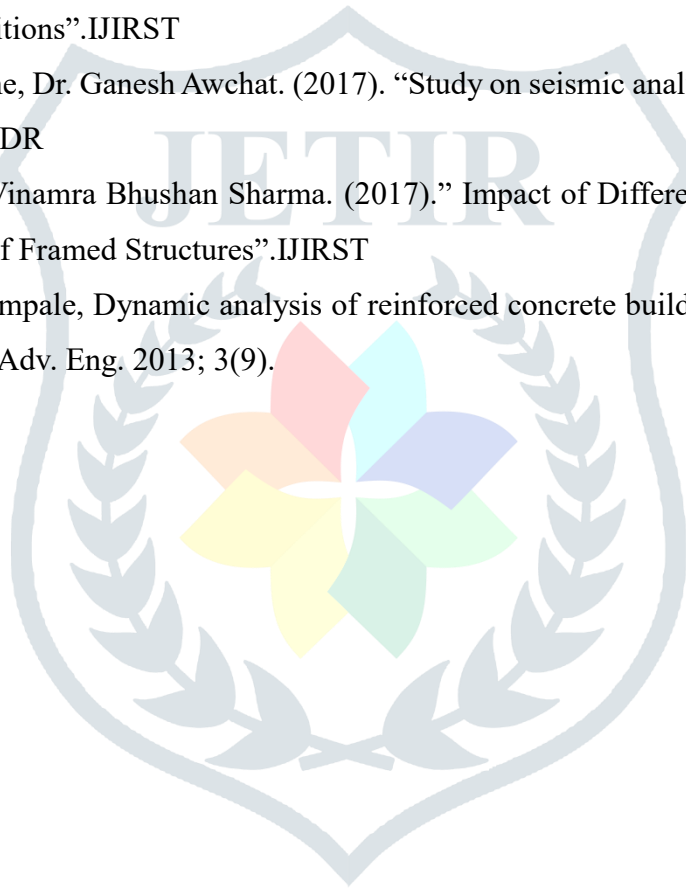 itions”.IJIRST
ne, Dr. Ganesh Awchat. (2017). “Study on seismic anal
DR
Vinamra Bhushan Sharma. (2017).” Impact of Differe
f Framed Structures”.IJIRST
mpale, Dynamic analysis of reinforced concrete build
Adv. Eng. 2013; 3(9).
JETIR